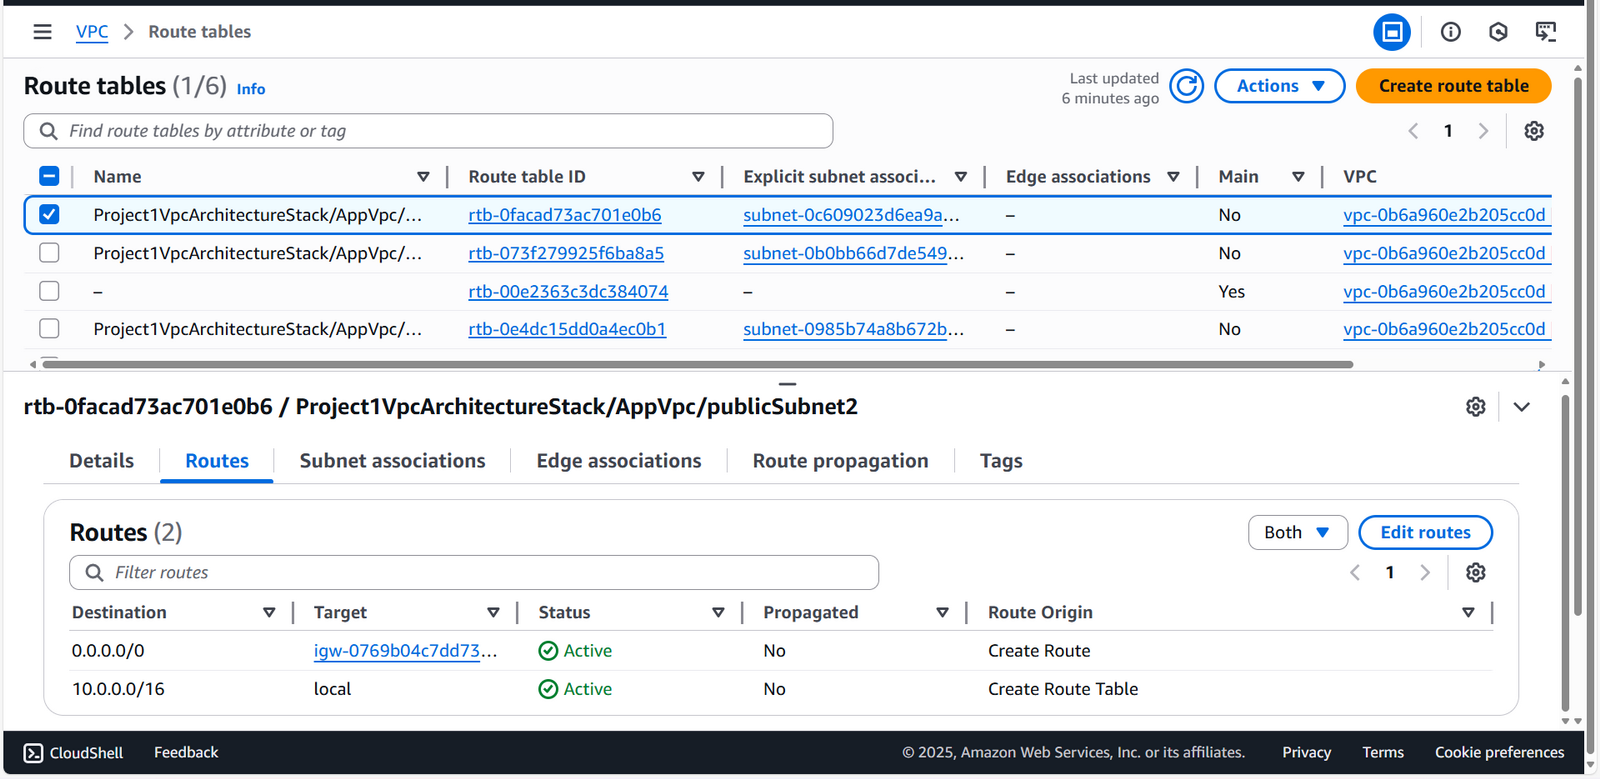 VPC > Route tables
Route tables (1/6) Info
Last updated
6 minutes ago
Actions
Create route table
Find route tables by attribute or tag
1
Name Route table ID Explicit subnet associ... Edge associations Main VPC
Project1VpcArchitectureStack/AppVpc/... rtb-0facad73ac701e0b6 subnet-0c609023d6ea9a... – No vpc-0b6a960e2b205cc0d
Project1VpcArchitectureStack/AppVpc/... rtb-073f279925f6ba8a5 subnet-0b0bb66d7de549... – No vpc-0b6a960e2b205cc0d
– rtb-00e2363c3dc384074 – – Yes vpc-0b6a960e2b205cc0d
Project1VpcArchitectureStack/AppVpc/... rtb-0e4dc15dd0a4ec0b1 subnet-0985b74a8b672b... – No vpc-0b6a960e2b205cc0d
rtb-0facad73ac701e0b6 / Project1VpcArchitectureStack/AppVpc/publicSubnet2
Details Routes Subnet associations Edge associations Route propagation Tags
Routes (2)
Both
Edit routes
Filter routes
1
Destination Target Status Propagated Route Origin
0.0.0.0/0 igw-0769b04c7dd73... Active No Create Route
10.0.0.0/16 local Active No Create Route Table
CloudShell Feedback © 2025, Amazon Web Services, Inc. or its affiliates. Privacy Terms Cookie preferences